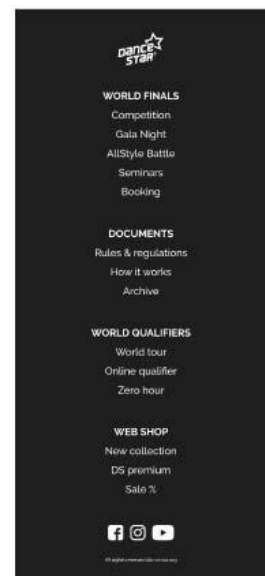 DANCE
STAR
WORLD FINALS
Competition
Gala Night
AllStyle Battle
Seminars
Booking
DOCUMENTS
Rules & regulations
How it works
Archive
WORLD QUALIFIERS
World tour
Online qualifier
Zero hour
WEB SHOP
New collection
DS premium
Sale %